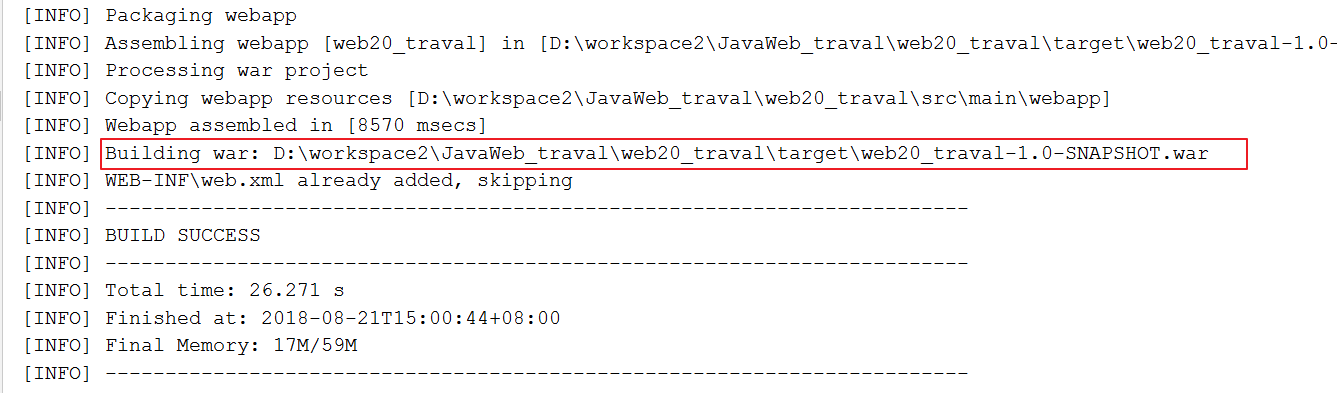 [INFO] Packaging webapp
[INFO] Assembling webapp [web20_traval] in [D:\workspace2\JavaWeb_traval\web20_traval\target\web20_traval-1.0-
[INFO] Processing war project
[INFO] Copying webapp resources [D:\workspace2\JavaWeb_traval\web20_traval\src\main\webapp]
[INFO] Webapp assembled in [8570 msecs]
[INFO] Building war: D:\workspace2\JavaWeb_traval\web20_traval\target\web20_traval-1.0-SNAPSHOT.war
[INFO] WEB-INF\web.xml already added, skipping
[INFO] ------------------------------------------------------------------------
[INFO] BUILD SUCCESS
[INFO] ------------------------------------------------------------------------
[INFO] Total time: 26.271 s
[INFO] Finished at: 2018-08-21T15:00:44+08:00
[INFO] Final Memory: 17M/59M
[INFO] ------------------------------------------------------------------------